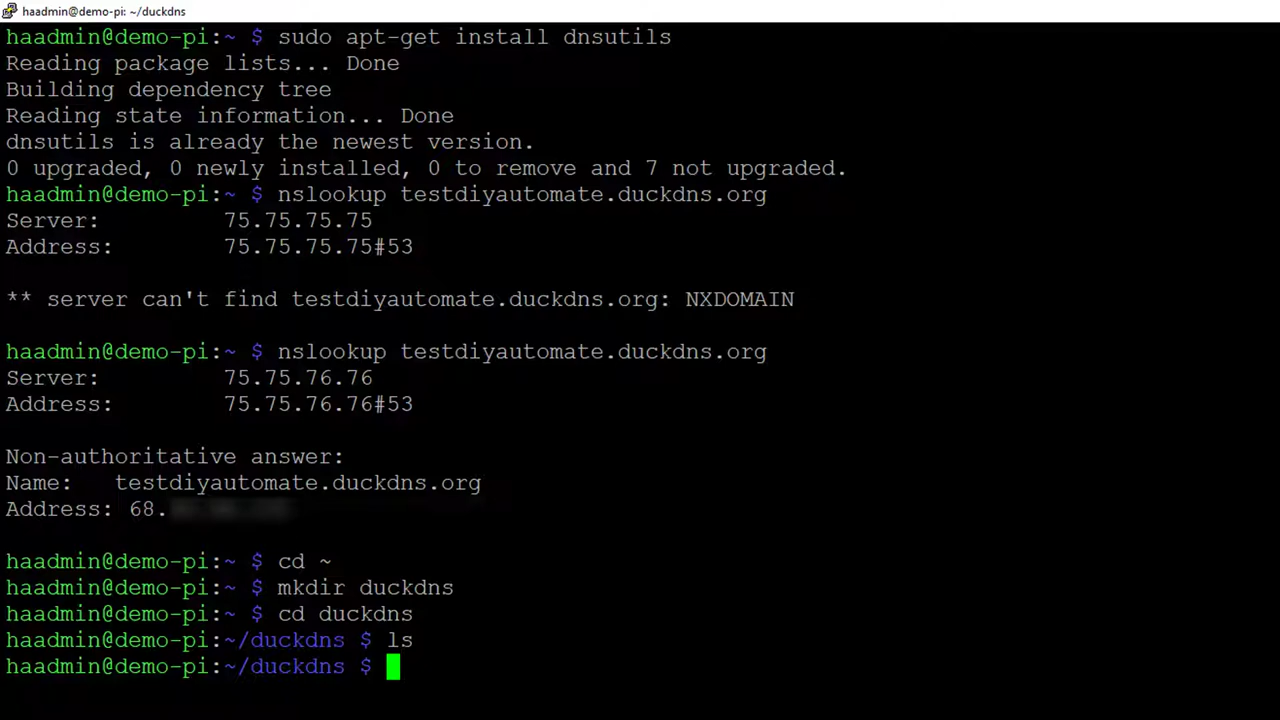 haadmin@demo-pi: ~/duckdns
haadmin@demo-pi:~ $ sudo apt-get install dnsutils
Reading package lists... Done
Building dependency tree
Reading state information... Done
dnsutils is already the newest version.
0 upgraded, 0 newly installed, 0 to remove and 7 not upgraded.
haadmin@demo-pi:~ $ nslookup testdiyautomate.duckdns.org
Server:         75.75.75.75
Address:        75.75.75.75#53
** server can't find testdiyautomate.duckdns.org: NXDOMAIN
haadmin@demo-pi:~ $ nslookup testdiyautomate.duckdns.org
Server:         75.75.76.76
Address:        75.75.76.76#53
Non-authoritative answer:
Name:   testdiyautomate.duckdns.org
Address: 68.
haadmin@demo-pi:~ $ cd ~
haadmin@demo-pi:~ $ mkdir duckdns
haadmin@demo-pi:~ $ cd duckdns
haadmin@demo-pi:~/duckdns $ ls
haadmin@demo-pi:~/duckdns $